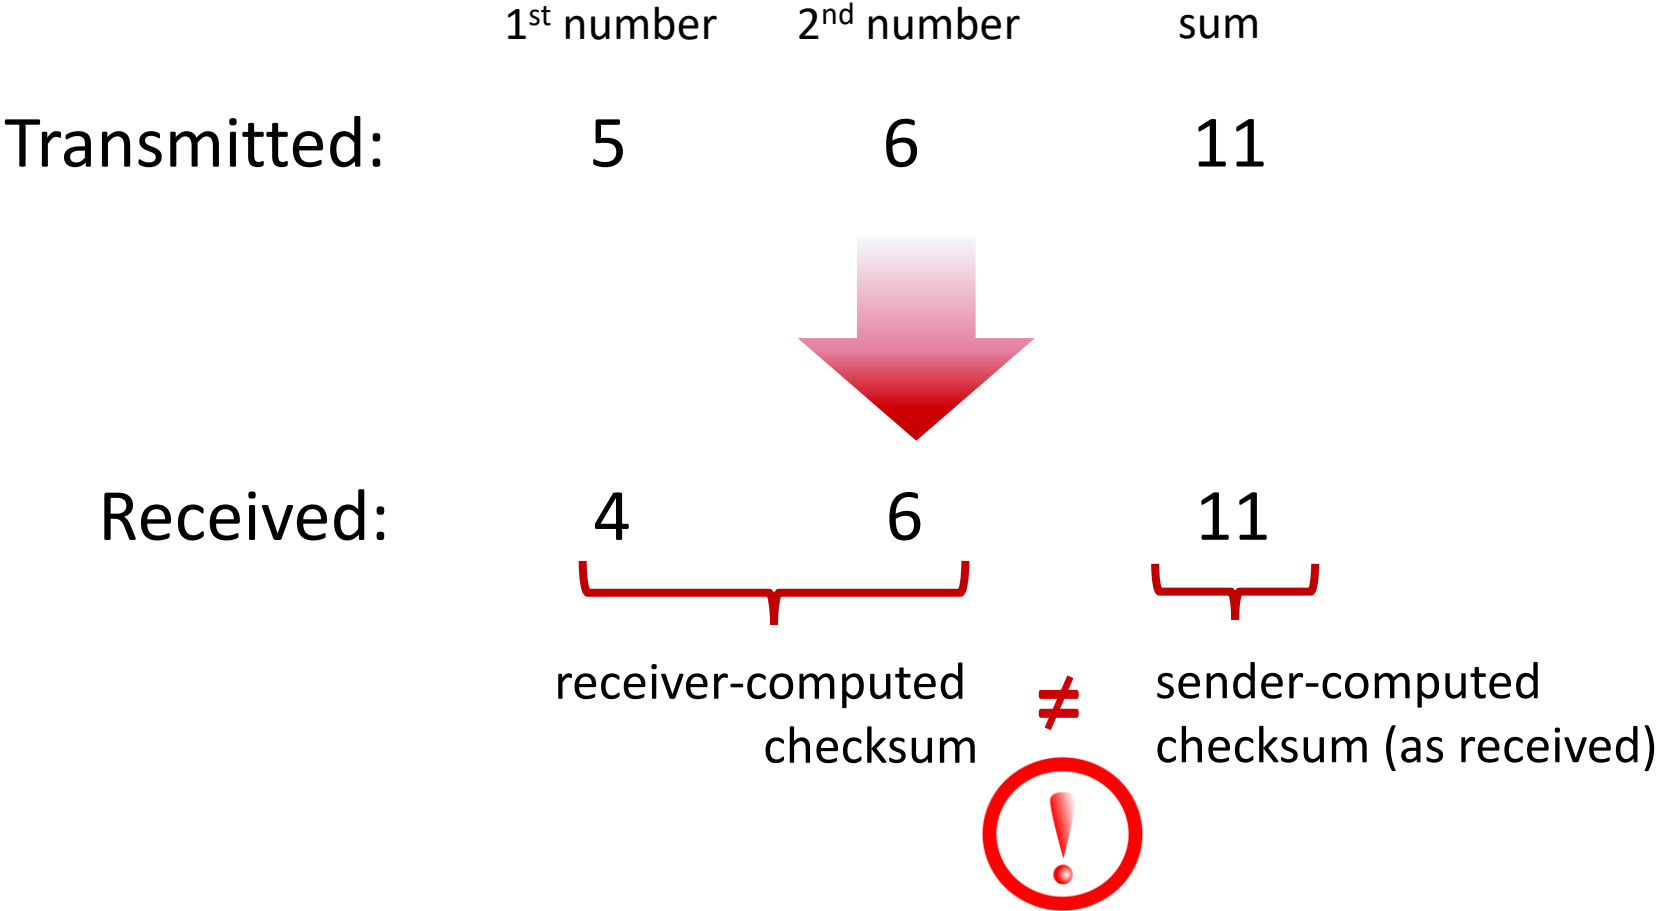 1st number 2nd number sum
Transmitted: 5 6 11
Received: 4 6 11
receiver-computed ≠ sender-computed
checksum checksum (as received)
!